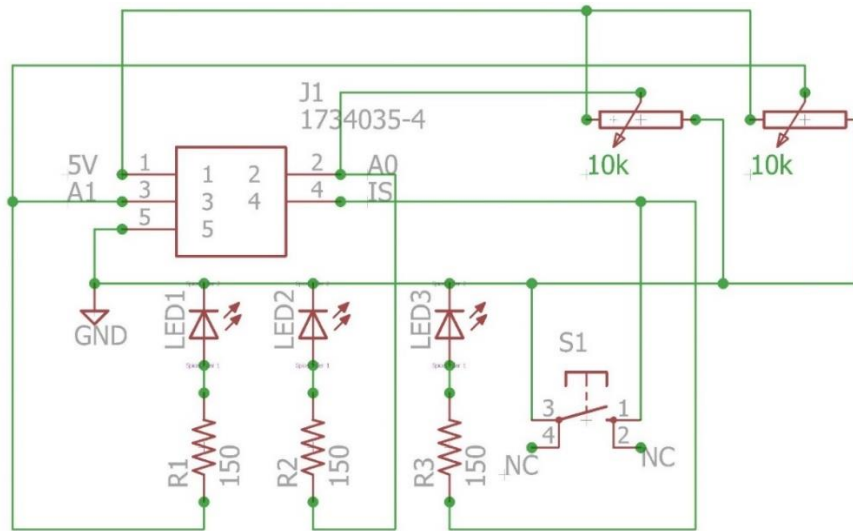 J1
1734035-4
10k
10k
5V 1 1 2 2 A0
A1 3 3 4 4 IS
5 5
GND
LED1
LED2
LED3
S1
3 1
4 2
NC
NC
R1
150
R2
150
R3
150